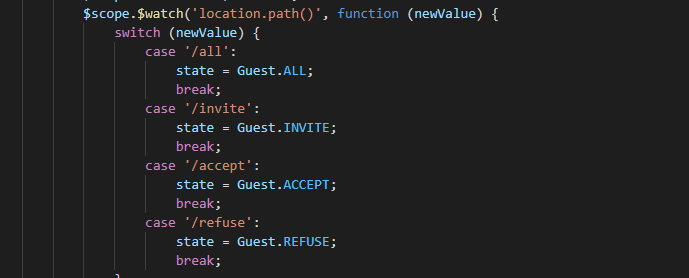 $scope.$watch('location.path()', function (newValue) {
switch (newValue) {
case '/all':
state = Guest.ALL;
break;
case '/invite':
state = Guest.INVITE;
break;
case '/accept':
state = Guest.ACCEPT;
break;
case '/refuse':
state = Guest.REFUSE;
break;